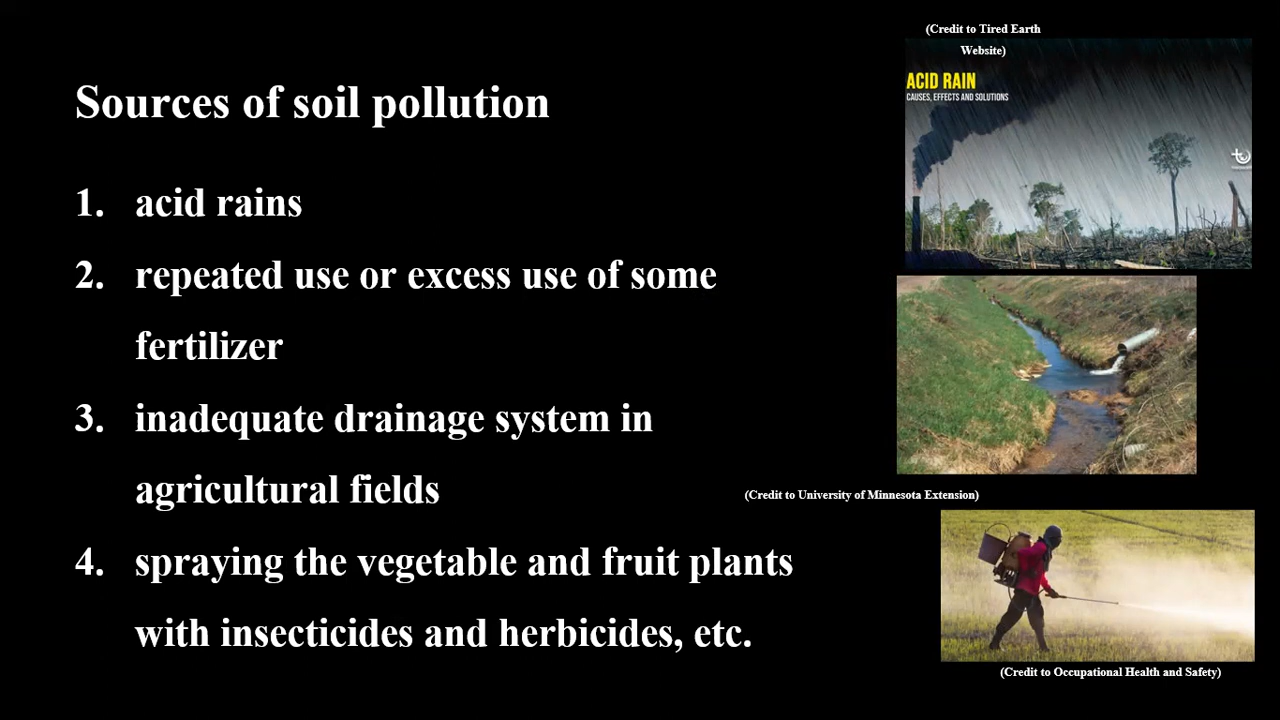 (Credit to Tired Earth
Website)
ACID RAIN
CAUSES, EFFECTS AND SOLUTIONS
Sources of soil pollution
1. acid rains
2. repeated use or excess use of some
fertilizer
3. inadequate drainage system in
agricultural fields
(Credit to University of Minnesota Extension)
4. spraying the vegetable and fruit plants
with insecticides and herbicides, etc.
(Credit to Occupational Health and Safety)